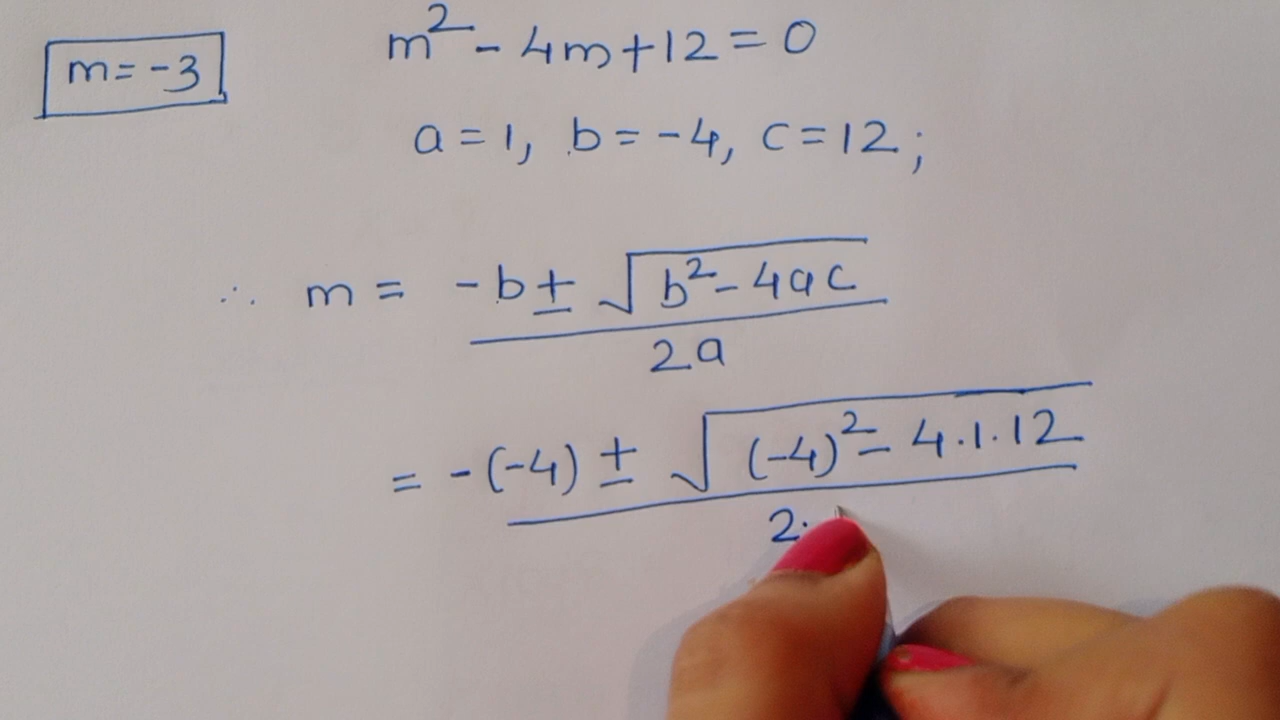 m = -3
m² - 4m + 12 = 0
a = 1, b = -4, c = 12 ;
∴ m = -b ± √(b² - 4ac)
2a
= -(-4) ± √((-4)² - 4.1.12)
2.